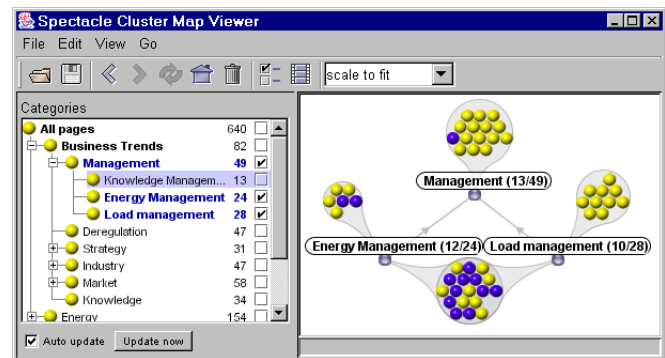 Spectacle Cluster Map Viewer
File Edit View Go
scale to fit
Categories
All pages 640
Business Trends 82
Management 49
Knowledge Managem... 13
Energy Management 24
Load management 28
Deregulation 47
Strategy 31
Industry 47
Market 58
Knowledge 34
Energy 154
Auto update Update now
Management (13/49)
Energy Management (12/24) Load management (10/28)